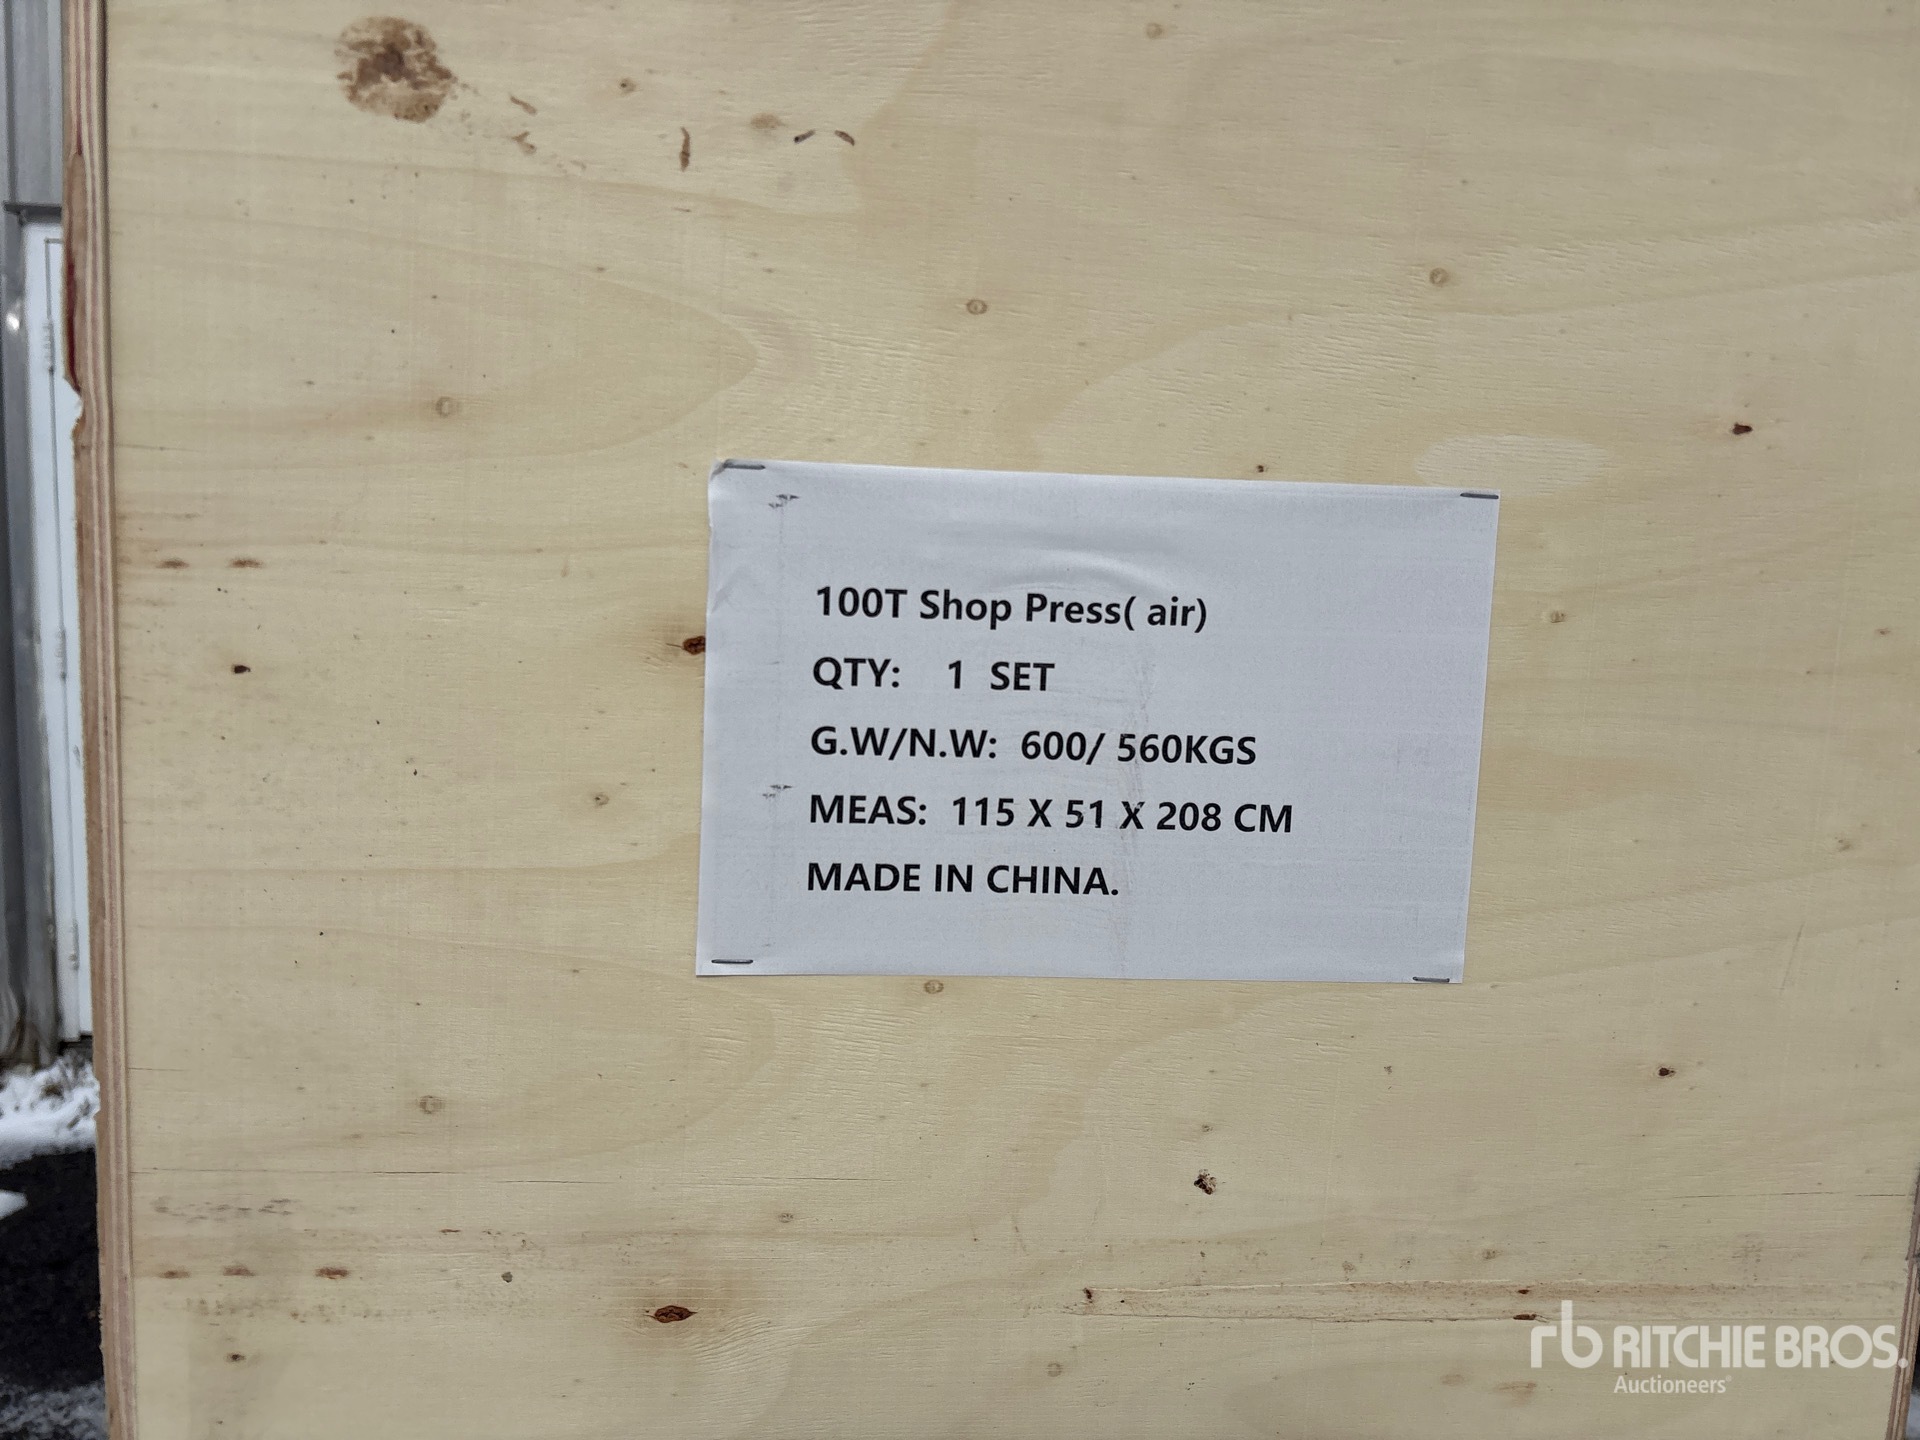 100T Shop Press( air)
QTY: 1 SET
G.W/N.W: 600/ 560KGS
MEAS: 115 X 51 X 208 CM
MADE IN CHINA.
rb RITCHIE BROS.
Auctioneers®